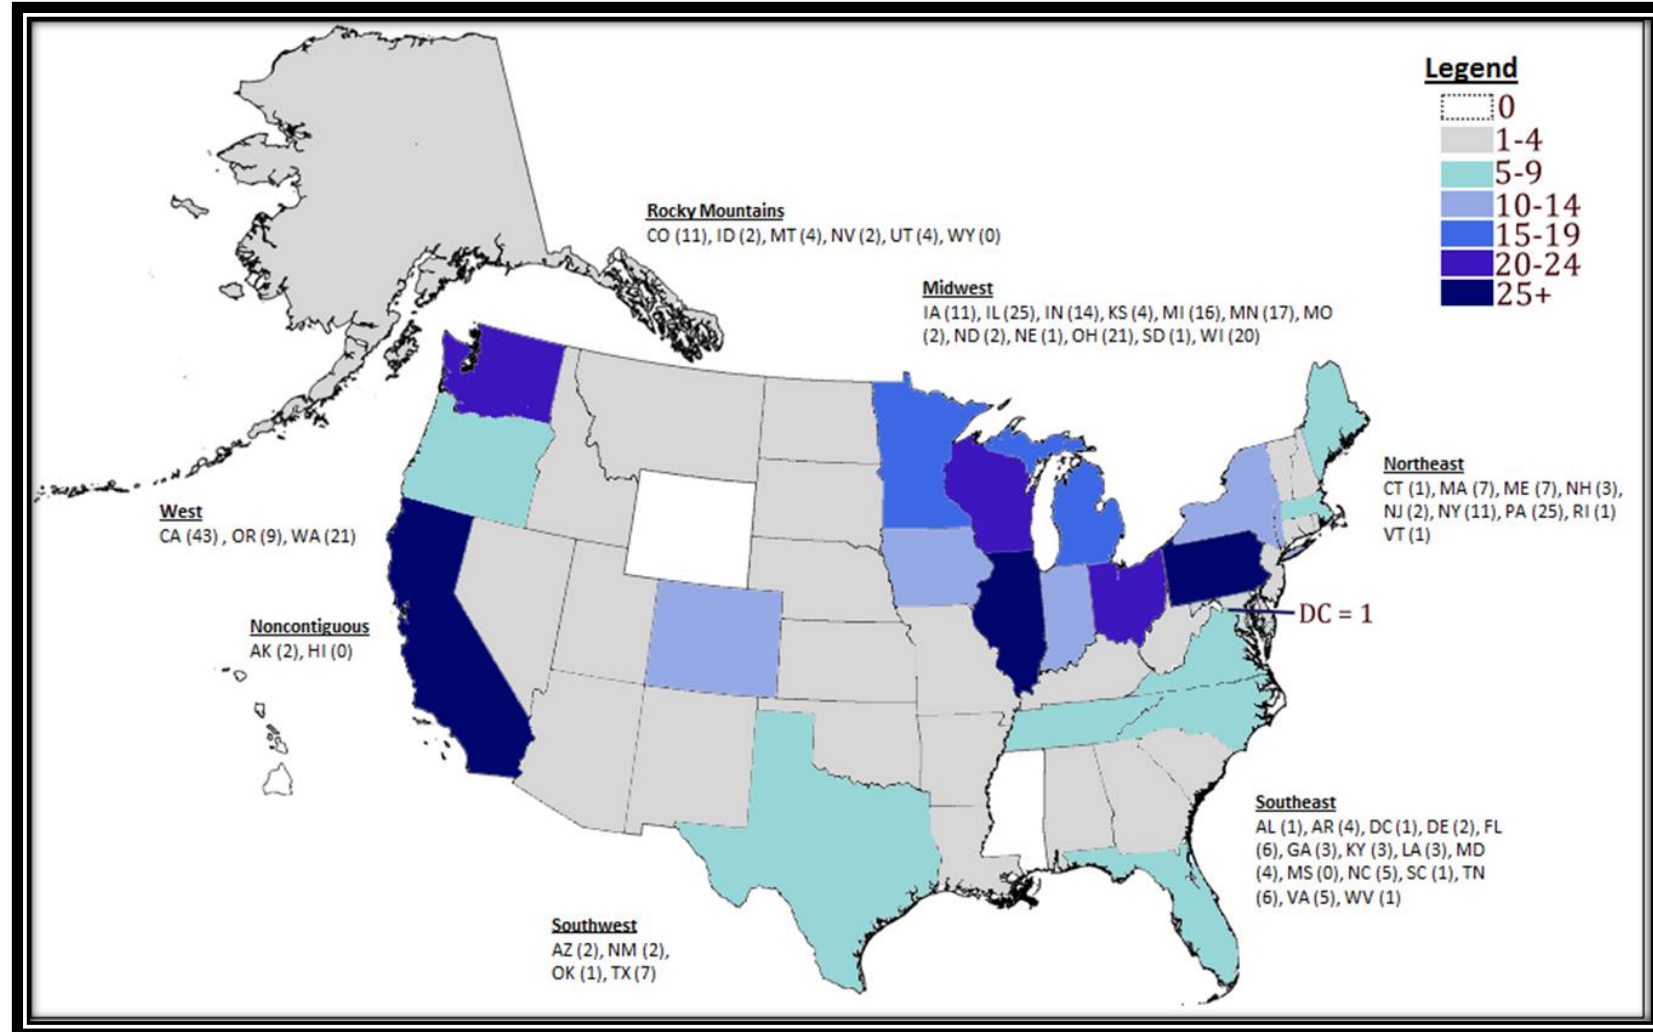 Legend
0
1-4
5-9
10-14
15-19
20-24
25+
Rocky Mountains
CO (11), ID (2), MT (4), NV (2), UT (4), WY (0)
Midwest
IA (11), IL (25), IN (14), KS (4), MI (16), MN (17), MO
(2), ND (2), NE (1), OH (21), SD (1), WI (20)
Northeast
CT (1), MA (7), ME (7), NH (3),
NJ (2), NY (11), PA (25), RI (1)
VT (1)
West
CA (43) , OR (9), WA (21)
DC = 1
Noncontiguous
AK (2), HI (0)
Southeast
AL (1), AR (4), DC (1), DE (2), FL
(6), GA (3), KY (3), LA (3), MD
(4), MS (0), NC (5), SC (1), TN
(6), VA (5), WV (1)
Southwest
AZ (2), NM (2),
OK (1), TX (7)